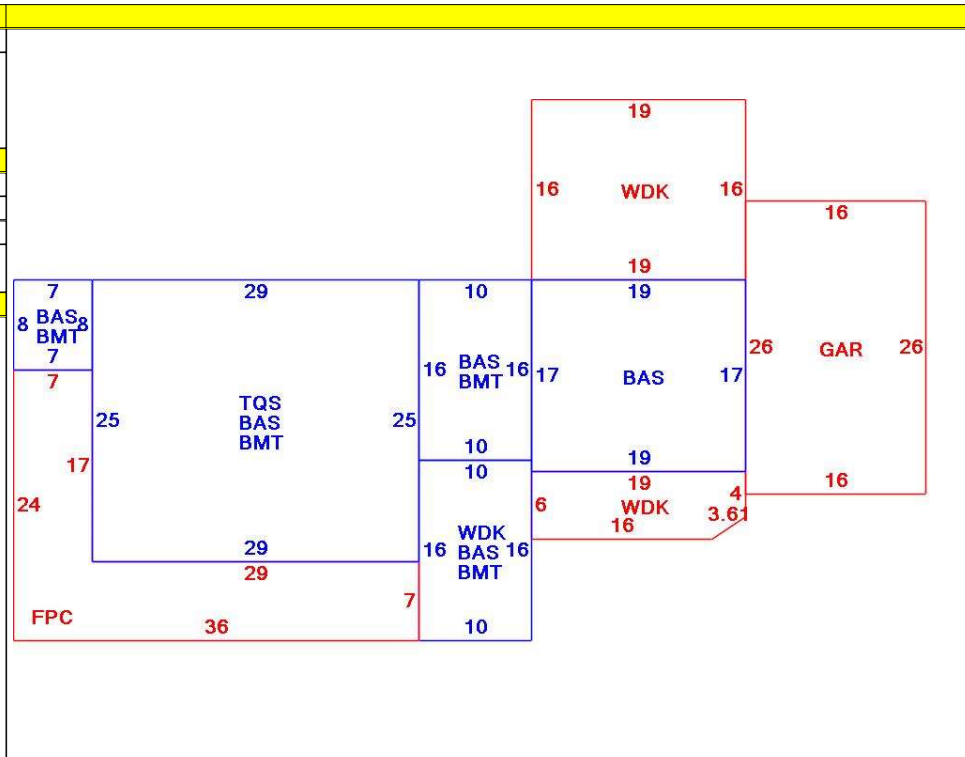 19
16 WDK 16
19
16
7
29
10
19
8 BAS 8
BMT
7
7
26 GAR 26
16 BAS 16
BMT
17 BAS 17
TQS
BAS
BMT
25
25
10
10
17
19
19
24
6
WDK
4
16
3.61
16
29
29
16 WDK 16
BAS
BMT
7
FPC
36
10